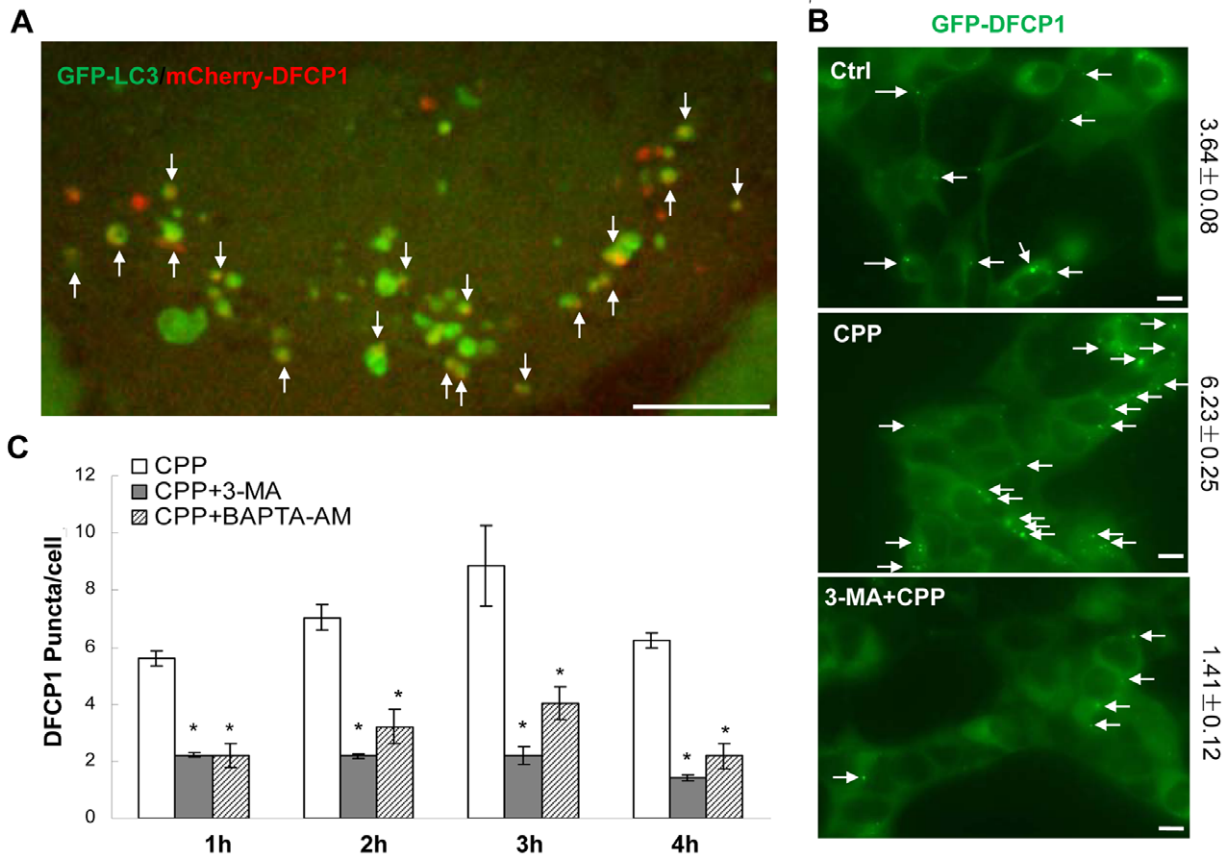 A
GFP-LC3/mCherry-DFCP1
B
GFP-DFCP1
Ctrl
3.64±0.08
CPP
6.23±0.25
3-MA+CPP
1.41±0.12
C
CPP
CPP+3-MA
CPP+BAPTA-AM
DFCP1 Puncta/cell
12
10
8
6
4
2
0
* *
* *
* *
* *
1h 2h 3h 4h